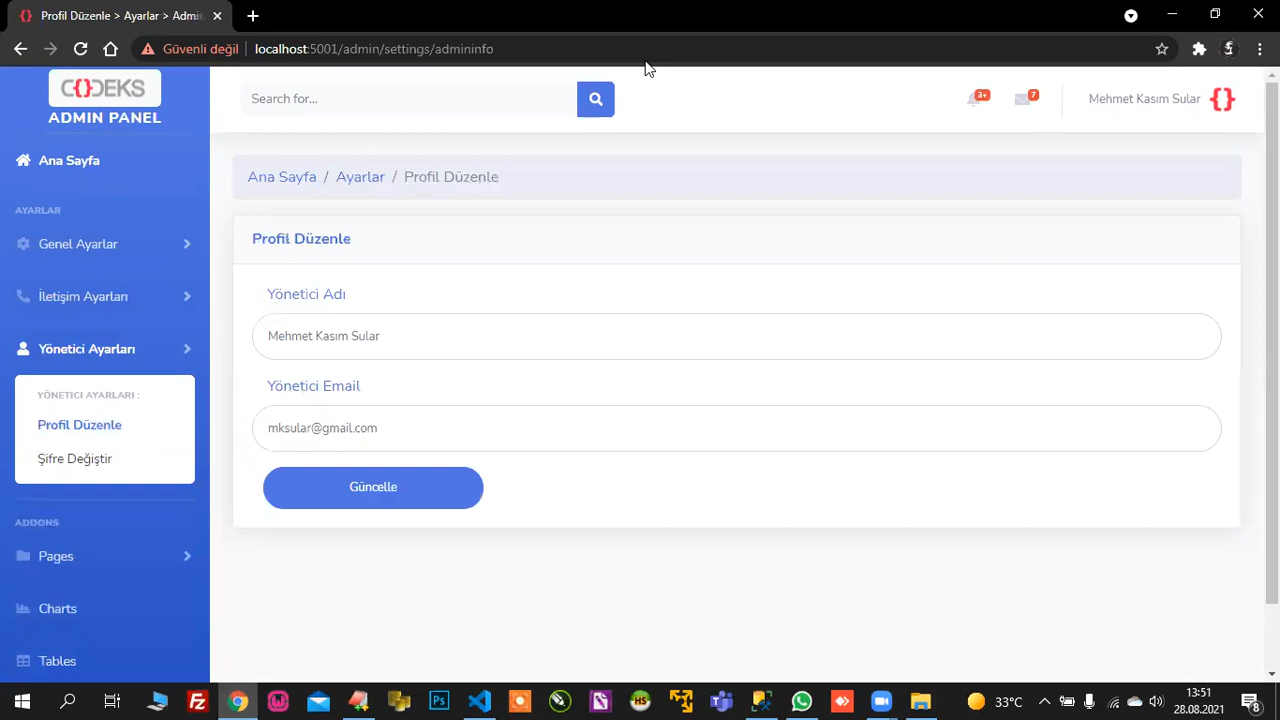 Profil Düzenle > Ayarlar > Admi
Güvenli değil
localhost:5001/admin/settings/admininfo
C{}DEKS
ADMIN PANEL
Ana Sayfa
AYARLAR
Genel Ayarlar
İletişim Ayarları
Yönetici Ayarları
YÖNETICI AYARLARI :
Profil Düzenle
Şifre Değiştir
ADDONS
Pages
Charts
Tables
Search for...
3+
7
Mehmet Kasım Sular
Ana Sayfa / Ayarlar / Profil Düzenle
Profil Düzenle
Yönetici Adı
Mehmet Kasım Sular
Yönetici Email
mksular@gmail.com
Güncelle
Ps
HS
33°C
13:51
28.08.2021
8